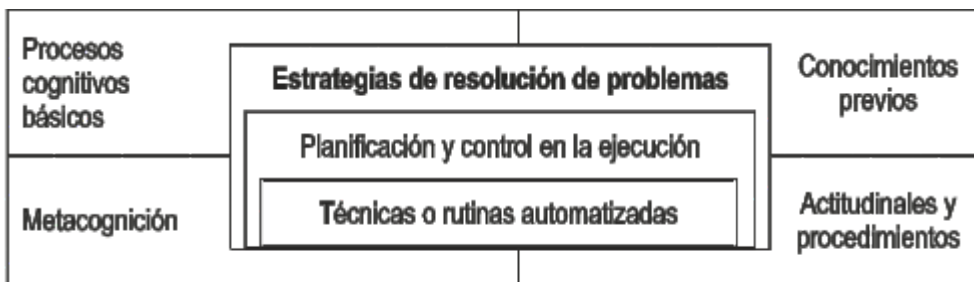 Procesos
cognitivos
básicos
Estrategias de resolución de problemas
Conocimientos
previos
Planificación y control en la ejecución
Técnicas o rutinas automatizadas
Metacognición
Actitudinales y
procedimientos